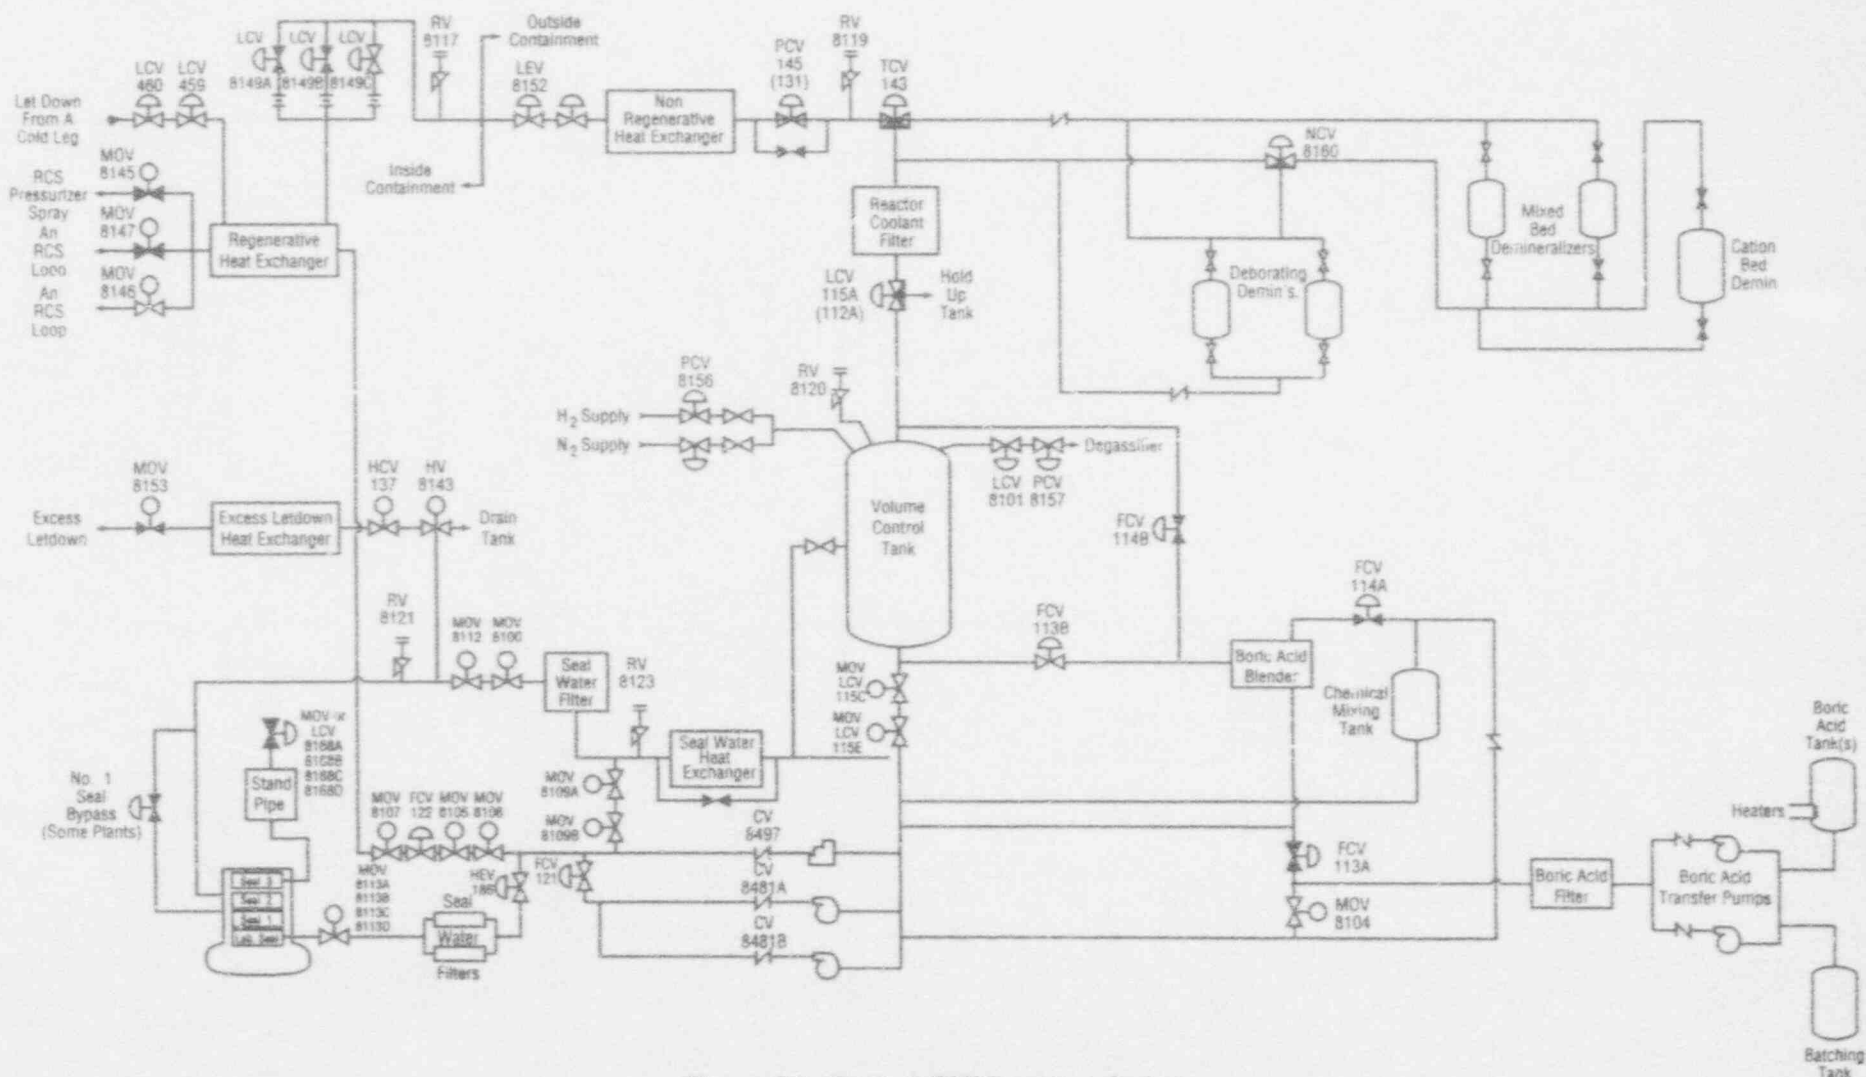 LCV
460
LCV
459
LCV
8149A
LCV
8149B
LCV
8149C
RV
8117
Outside
Containment
LEV
8152
Non
Regenerative
Heat Exchanger
PCV
145
(131)
RV
8119
TCV
143
Let Down
From A
Cold Leg
MOV
8145
RCS
Pressurizer
Spray
MOV
8147
An
RCS
Loop
MOV
8146
An
RCS
Loop
Regenerative
Heat Exchanger
Inside
Containment
Reactor
Coolant
Filter
LCV
115A
(112A)
Hold
Up
Tank
NCV
8160
Deborating
Demin's.
Mixed
Bed
Demineralizers
Cation
Bed
Demin
PCV
8156
RV
8120
H2 Supply
N2 Supply
Degassifier
LCV
8101
PCV
8157
Volume
Control
Tank
FCV
114B
MOV
8153
Excess
Letdown
Excess Letdown
Heat Exchanger
HCV
137
HV
8143
Drain
Tank
RV
8121
MOV
8112
MOV
8100
Seal
Water
Filter
RV
8123
Seal Water
Heat
Exchanger
MOV
LCV
115C
MOV
LCV
115E
FCV
113B
Boric Acid
Blender
FCV
114A
Chemical
Mixing
Tank
Boric
Acid
Tank(s)
Heaters
No. 1
Seal
Bypass
(Some Plants)
LCV
8168A
8168B
8168C
8168D
Stand
Pipe
MOV
8107
FCV
122
MOV
8105
MOV
8106
MOV
8109A
MOV
8109B
CV
8497
FCV
121
CV
8481A
CV
8481B
HEV
186
MOV
8113A
8113B
8113C
8113D
Seal 3
Seal 2
Seal 1
Seal
Water
Filters
FCV
113A
MOV
8104
Boric Acid
Filter
Boric Acid
Transfer Pumps
Batching
Tank